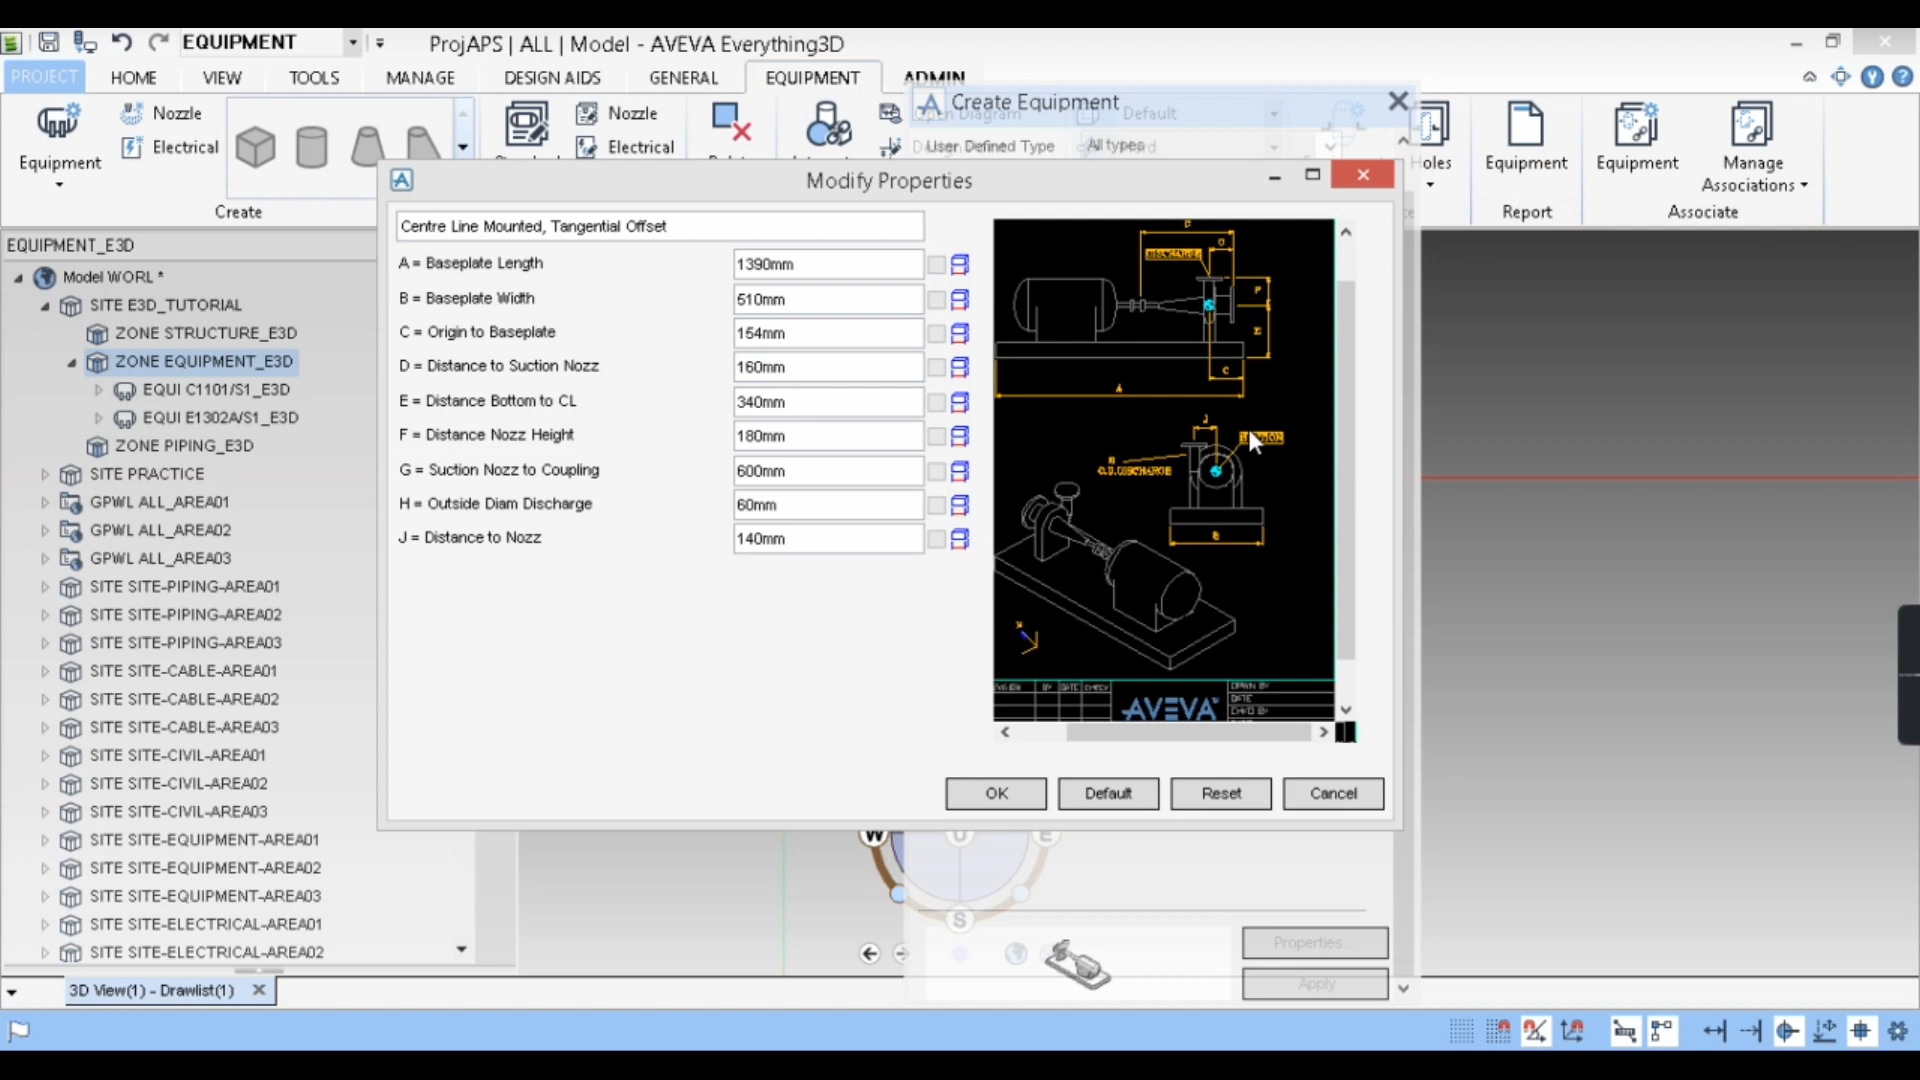 EQUIPMENT
ProjAPS | ALL | Model - AVEVA Everything3D
PROJECT HOME VIEW TOOLS MANAGE DESIGN AIDS GENERAL EQUIPMENT ADMIN
Equipment
Nozzle
Electrical
Create
Nozzle
Electrical
Create Equipment
Open Diagram
Default
User Defined Type
All types
Holes
Equipment
Report
Equipment
Manage
Associations
Associate
EQUIPMENT_E3D
Model WORL *
SITE E3D_TUTORIAL
ZONE STRUCTURE_E3D
ZONE EQUIPMENT_E3D
EQUI C1101/S1_E3D
EQUI E1302A/S1_E3D
ZONE PIPING_E3D
SITE PRACTICE
GPWL ALL_AREA01
GPWL ALL_AREA02
GPWL ALL_AREA03
SITE SITE-PIPING-AREA01
SITE SITE-PIPING-AREA02
SITE SITE-PIPING-AREA03
SITE SITE-CABLE-AREA01
SITE SITE-CABLE-AREA02
SITE SITE-CABLE-AREA03
SITE SITE-CIVIL-AREA01
SITE SITE-CIVIL-AREA02
SITE SITE-CIVIL-AREA03
SITE SITE-EQUIPMENT-AREA01
SITE SITE-EQUIPMENT-AREA02
SITE SITE-EQUIPMENT-AREA03
SITE SITE-ELECTRICAL-AREA01
SITE SITE-ELECTRICAL-AREA02
Modify Properties
Centre Line Mounted, Tangential Offset
A = Baseplate Length 1390mm
B = Baseplate Width 510mm
C = Origin to Baseplate 154mm
D = Distance to Suction Nozz 160mm
E = Distance Bottom to CL 340mm
F = Distance Nozz Height 180mm
G = Suction Nozz to Coupling 600mm
H = Outside Diam Discharge 60mm
J = Distance to Nozz 140mm
DISCHARGE
F
E
C
A
J
H
O.D.DISCHARGE
B
BY DATE
AVEVA
DATE
OK Default Reset Cancel
W U E
S
Properties...
Apply
3D View(1) - Drawlist(1)